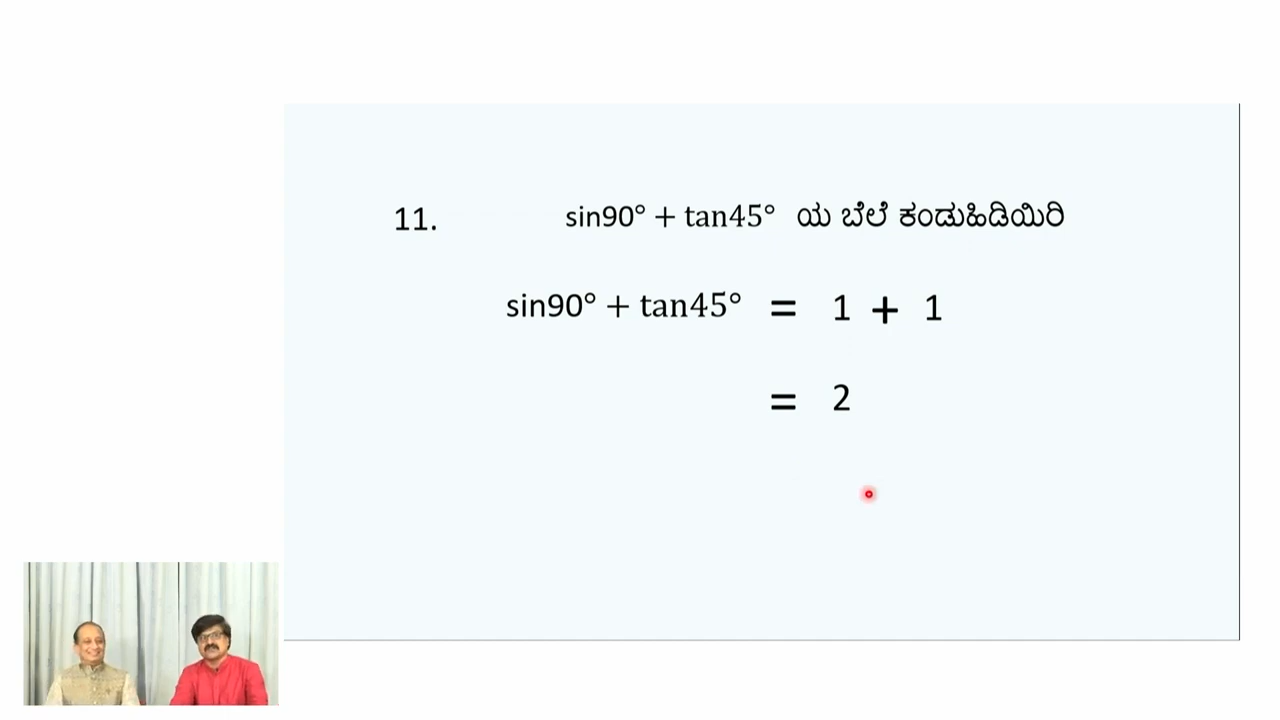 11. sin90° + tan45° ಯ ಬೆಲೆ ಕಂಡುಹಿಡಿಯಿರಿ
sin90° + tan45° = 1 + 1
= 2